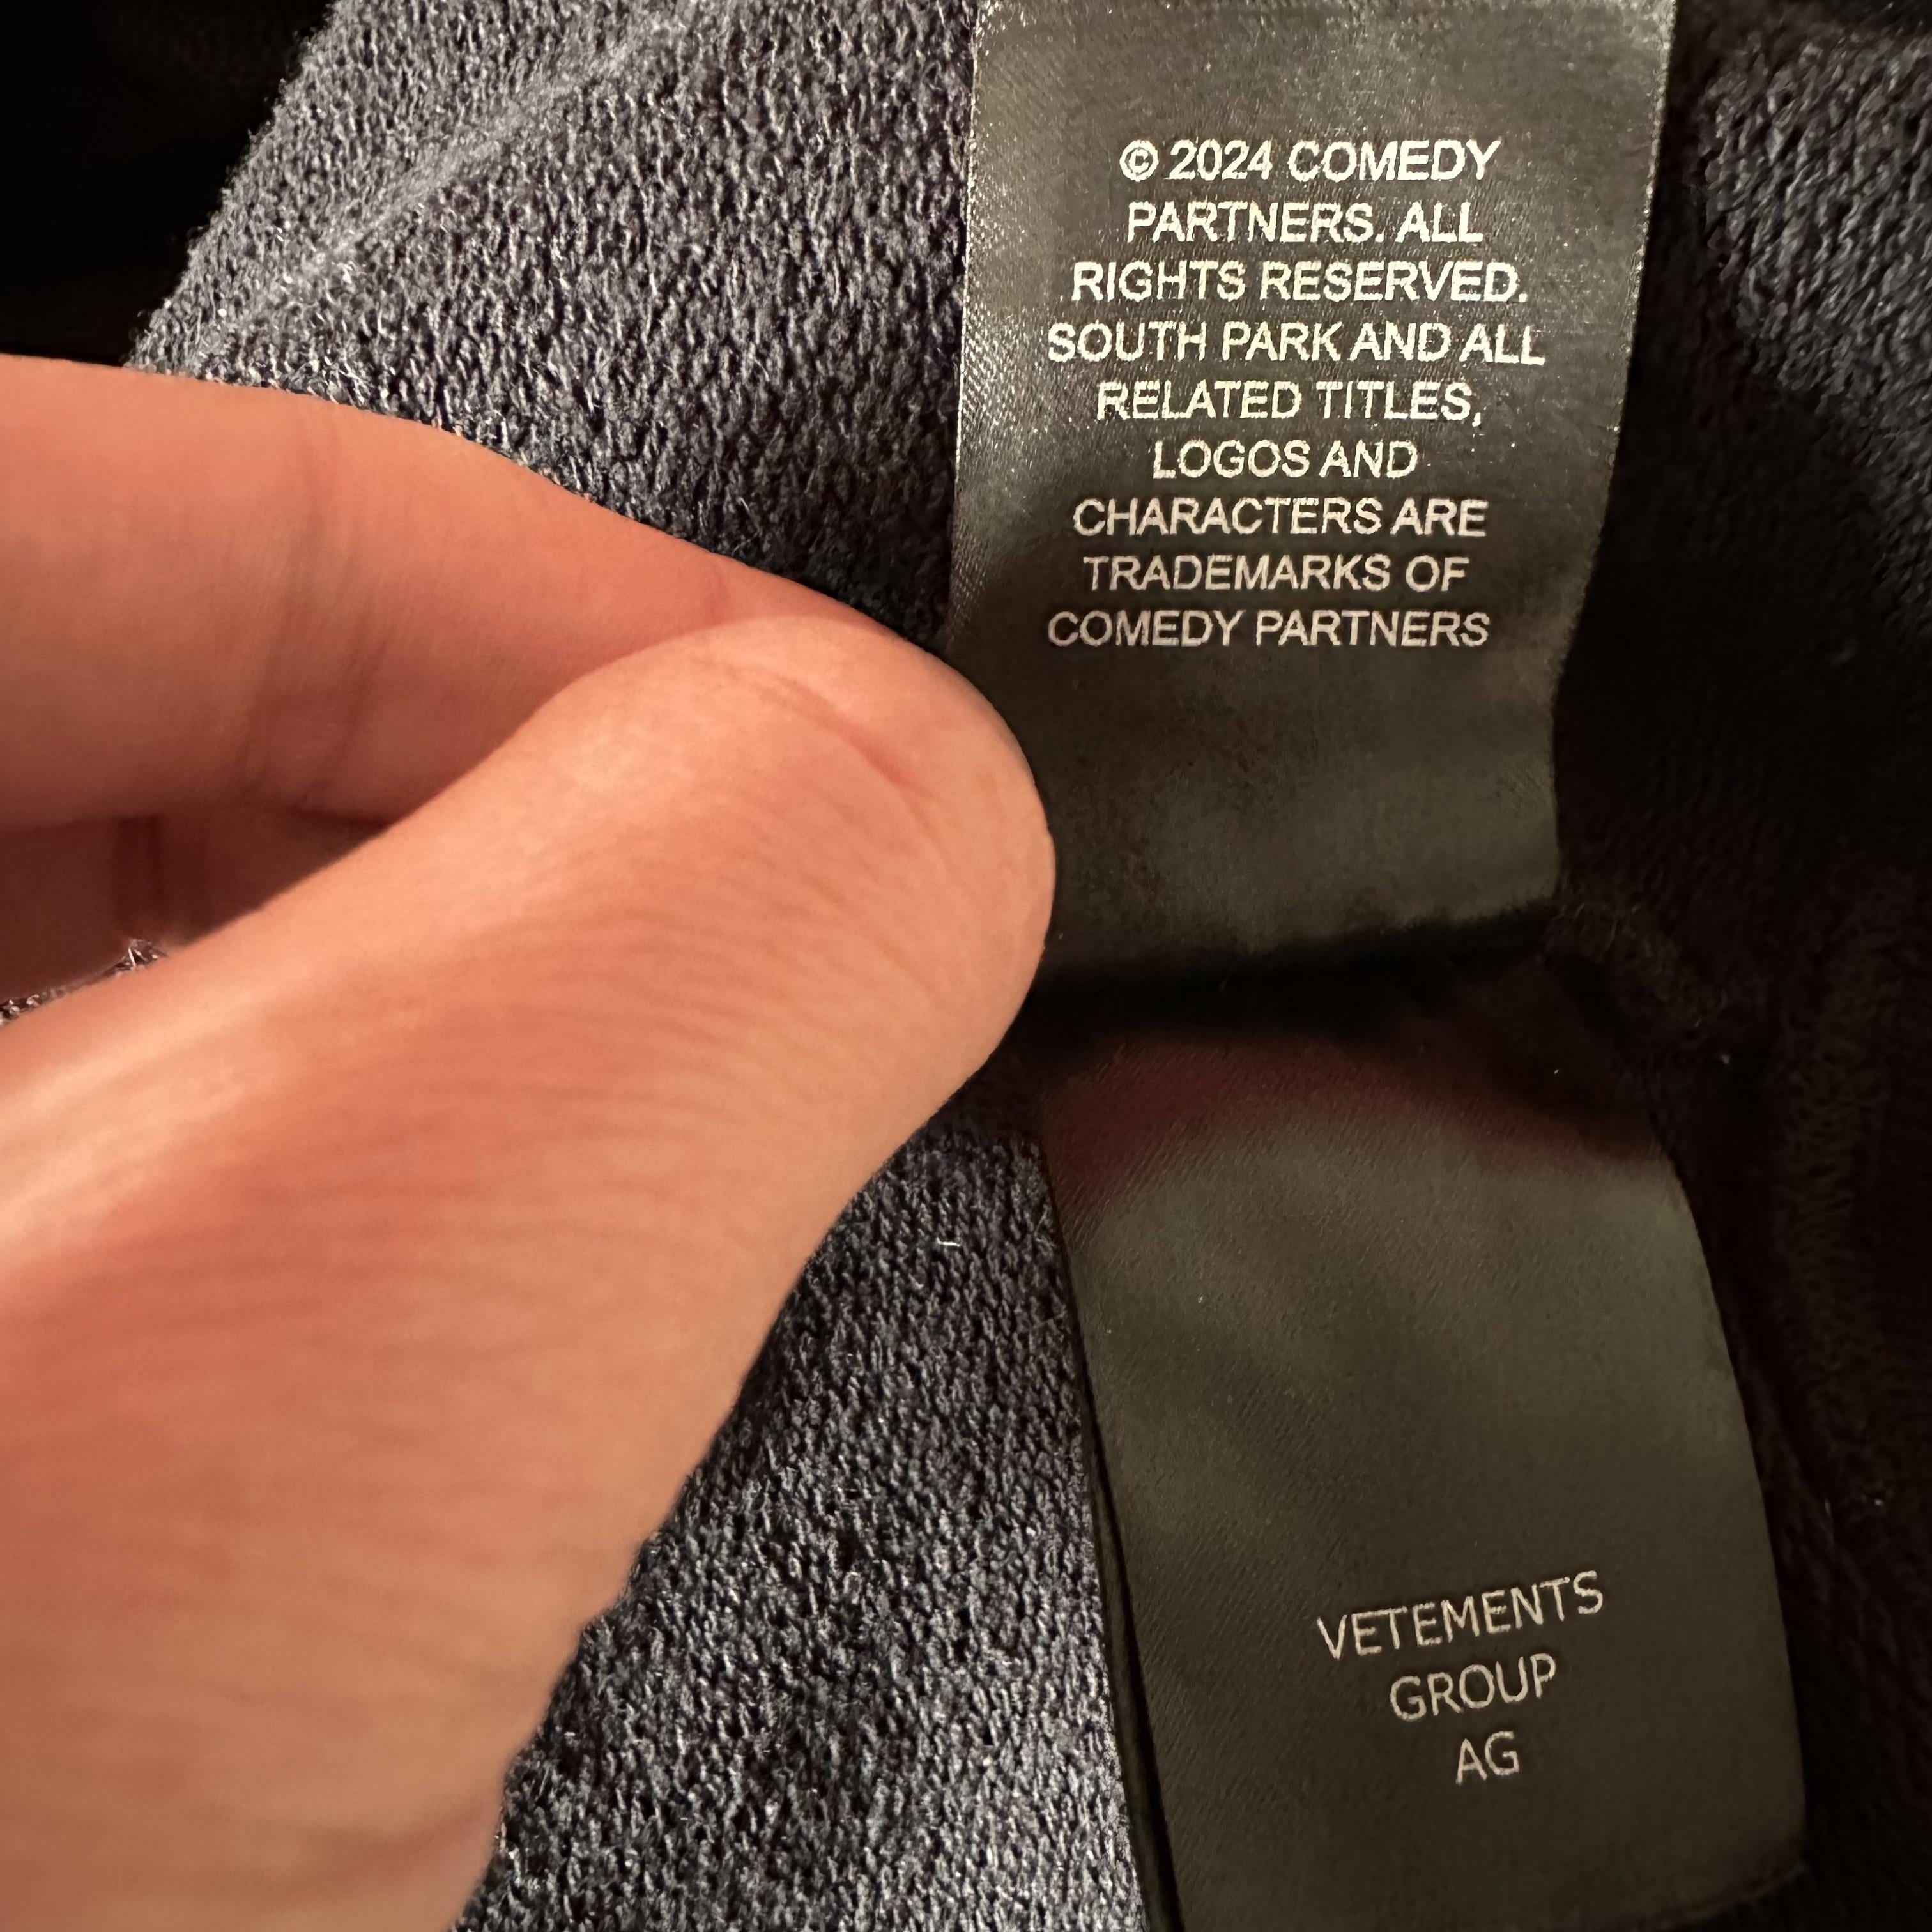 © 2024 COMEDY
PARTNERS. ALL
RIGHTS RESERVED.
SOUTH PARK AND ALL
RELATED TITLES,
LOGOS AND
CHARACTERS ARE
TRADEMARKS OF
COMEDY PARTNERS
VETEMENTS
GROUP
AG